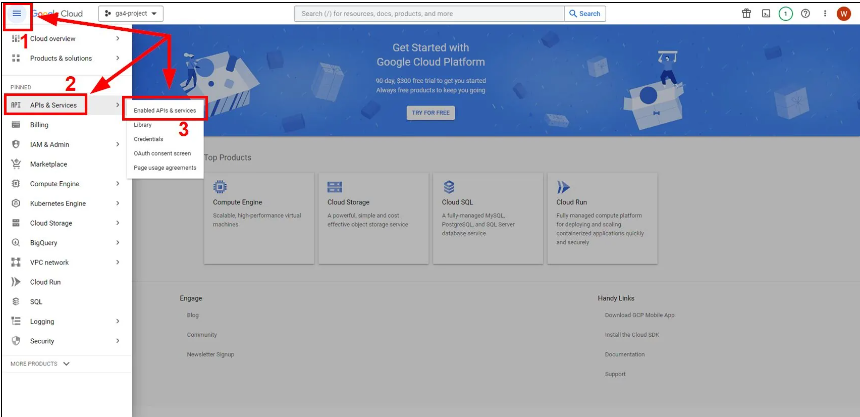 Google Cloud
ga4-project
Search (/) for resources, docs, products, and more
Search
1
W
1
Cloud overview
Products & solutions
PINNED
2
API APIs & Services
Billing
IAM & Admin
Marketplace
Compute Engine
Kubernetes Engine
Cloud Storage
BigQuery
VPC network
Cloud Run
SQL
Logging
Security
MORE PRODUCTS
Enabled APIs & services
3
Library
Credentials
OAuth consent screen
Page usage agreements
Get Started with
Google Cloud Platform
90 day, $300 free trial to get you started
Always free products to keep you going
TRY FOR FREE
Top Products
Compute Engine
Scalable, high-performance virtual
machines.
Cloud Storage
A powerful, simple and cost
effective object storage service
Cloud SQL
A fully-managed MySQL,
PostgreSQL, and SQL Server
database service.
Cloud Run
Fully managed compute platform
for deploying and scaling
containerized applications quickly
and securely
Engage
Blog
Community
Newsletter Signup
Handy Links
Download GCP Mobile App
Install the Cloud SDK
Documentation
Support